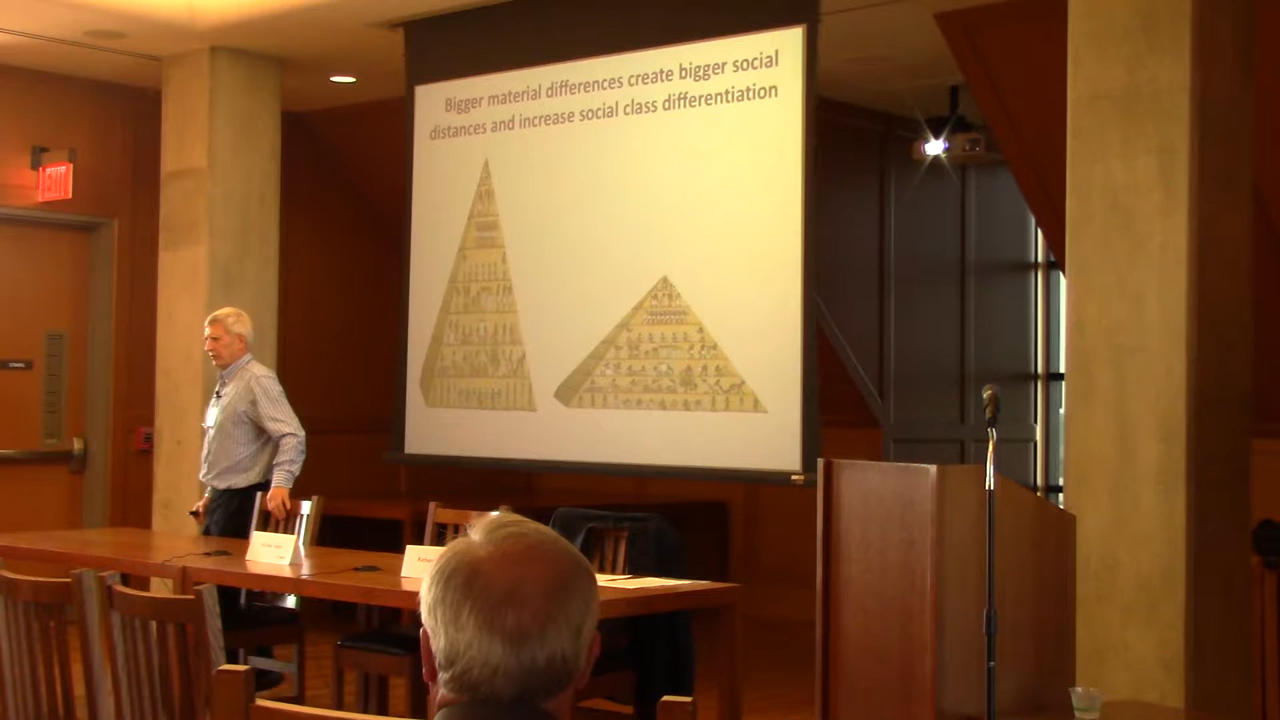 Bigger material differences create bigger social
distances and increase social class differentiation
EXIT